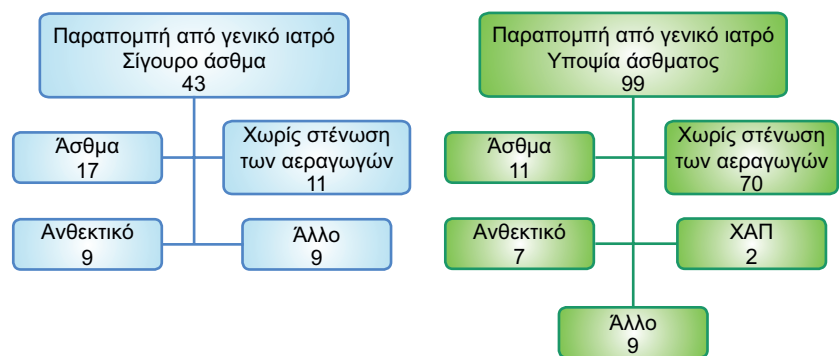 Παραπομπή από γενικό ιατρό
Σίγουρο άσθμα
43
Άσθμα
17
Χωρίς στένωση
των αεραγωγών
11
Ανθεκτικό
9
Άλλο
9
Παραπομπή από γενικό ιατρό
Υποψία άσθματος
99
Άσθμα
11
Χωρίς στένωση
των αεραγωγών
70
Ανθεκτικό
7
ΧΑΠ
2
Άλλο
9